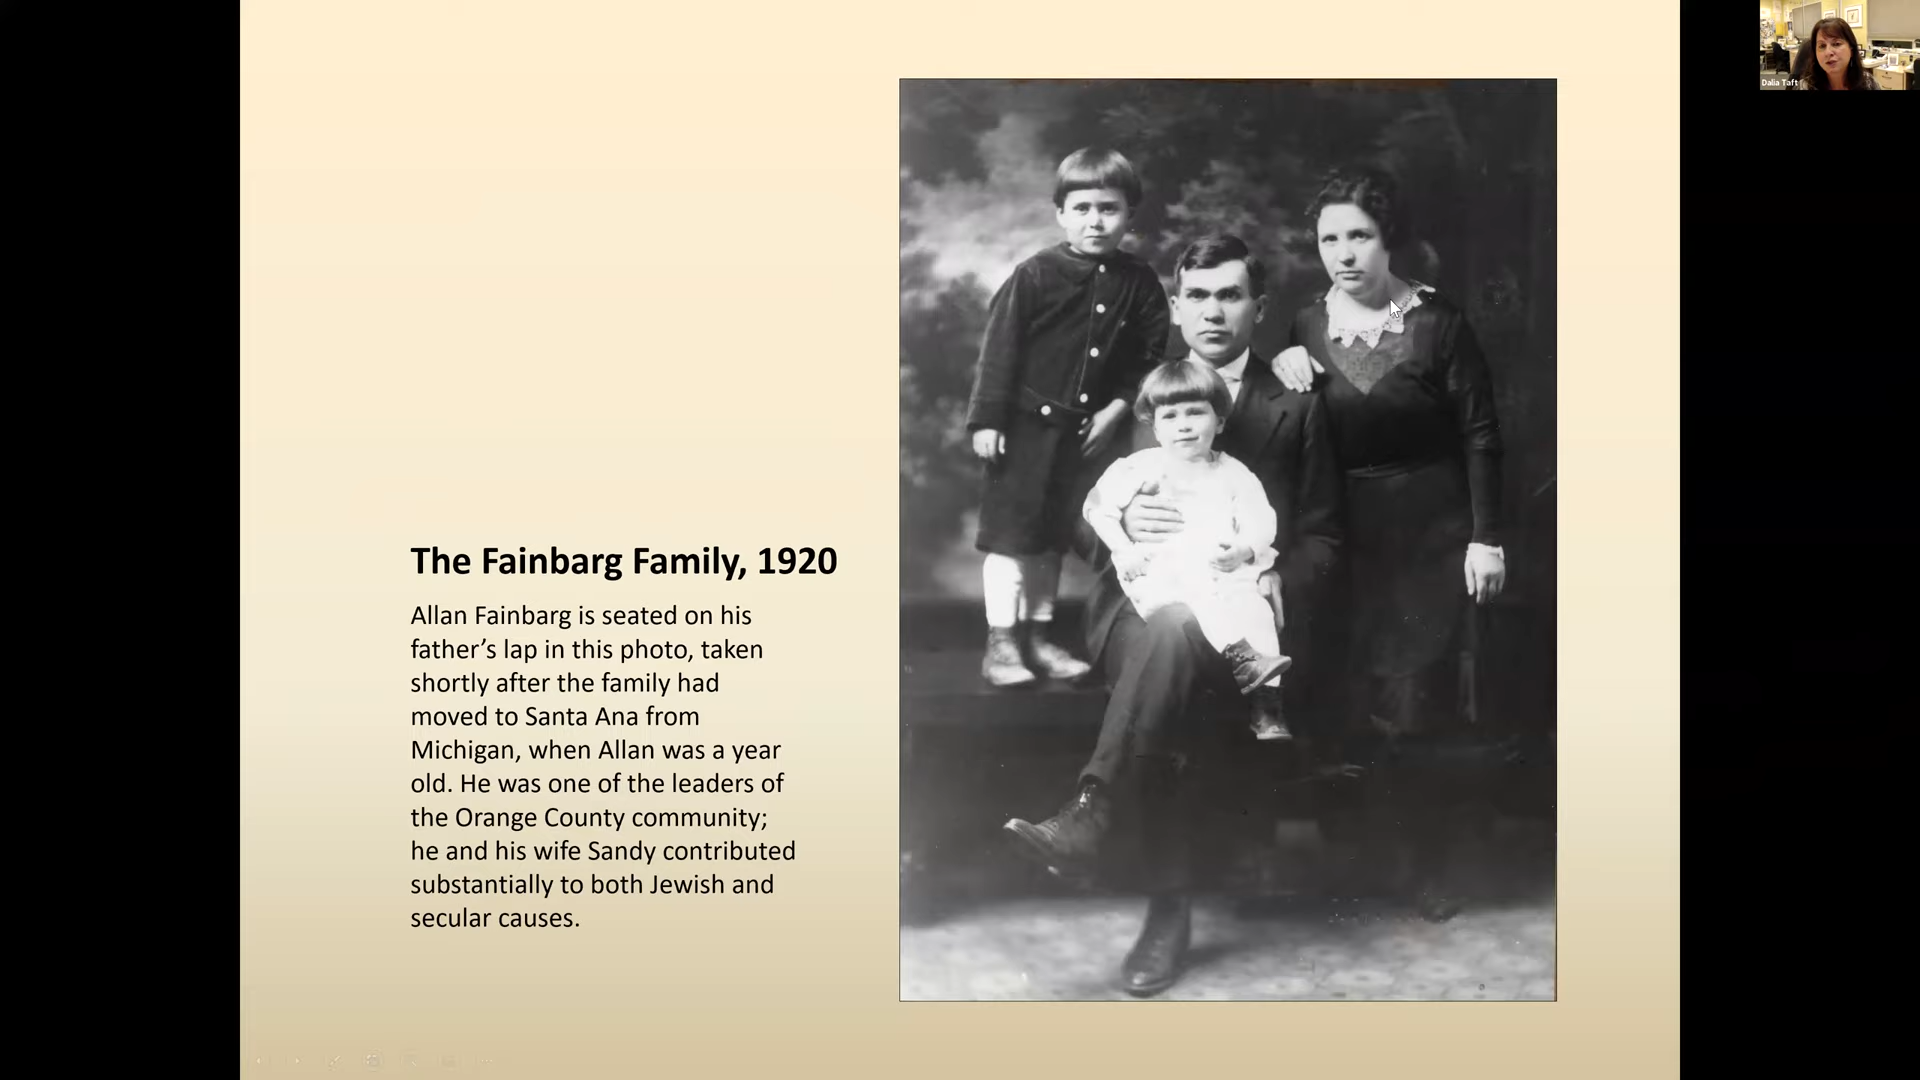 The Fainbarg Family, 1920
Allan Fainbarg is seated on his
father’s lap in this photo, taken
shortly after the family had
moved to Santa Ana from
Michigan, when Allan was a year
old. He was one of the leaders of
the Orange County community;
he and his wife Sandy contributed
substantially to both Jewish and
secular causes.
Dalia Taft